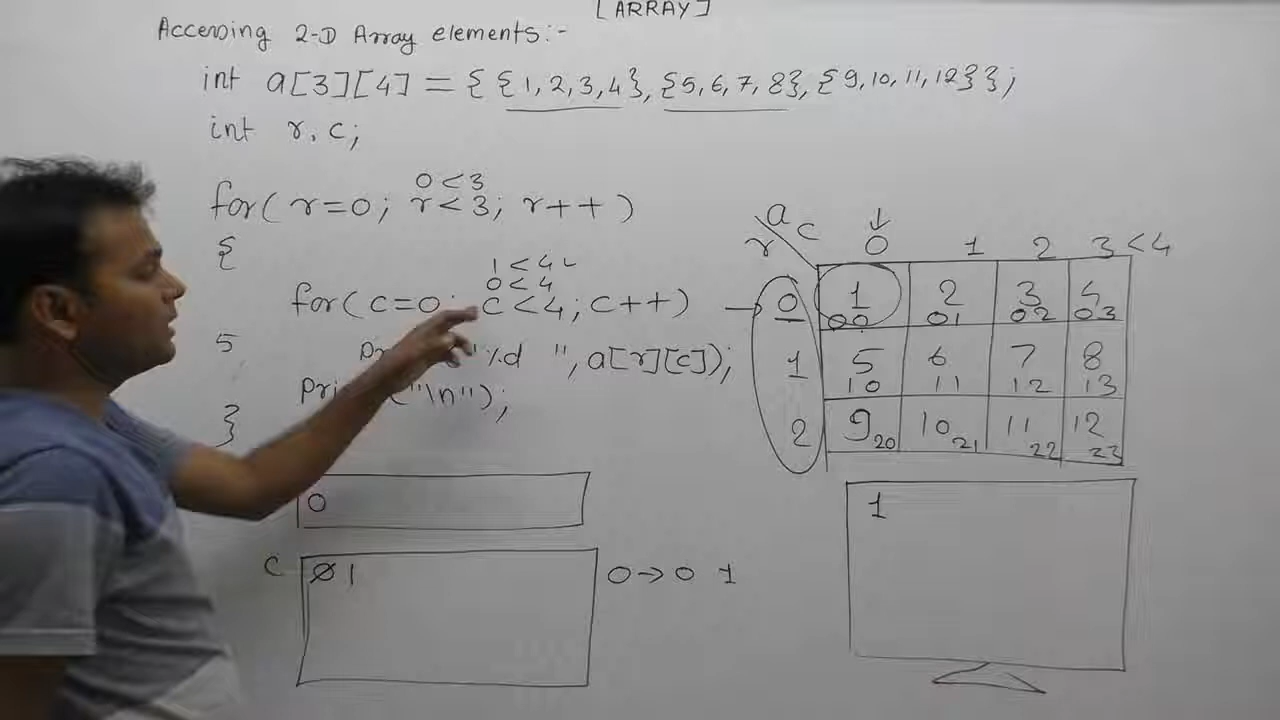 [ARRAY]
Accessing 2-D Array elements:-
int a[3][4] = { {1,2,3,4}, {5,6,7,8}, {9,10,11,12}};
int r, c;
0<3
for( r=0; r<3; r++ )
{
1<4
0<4
for( c=0; c<4; c++)
5
"%d ", a[r][c]);
"\n");
}
a
r c 0 1 2 3 <4
0 1 2 3 4
00 01 02 03
1 5 6 7 8
10 11 12 13
2 9 10 11 12
20 21 22 23
0
c 0 1 0→0 1
1